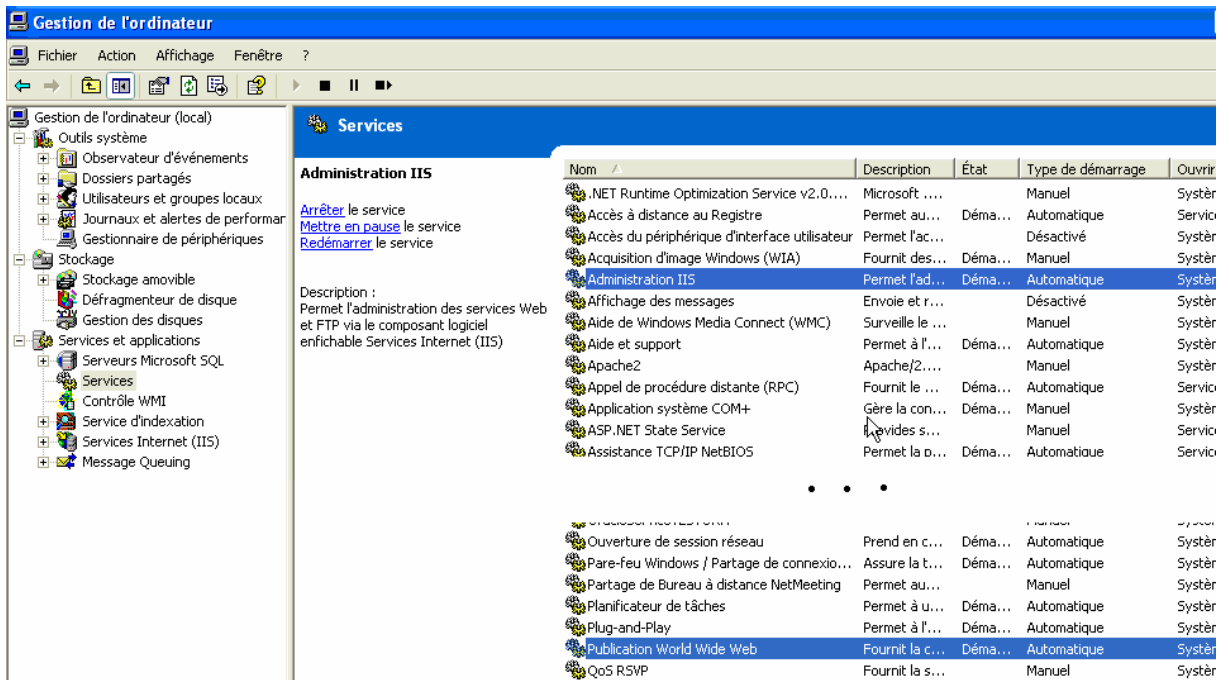 Gestion de l'ordinateur
Fichier Action Affichage Fenêtre ?
Gestion de l'ordinateur (local)
Outils système
Observateur d'événements
Dossiers partagés
Utilisateurs et groupes locaux
Journaux et alertes de performar
Gestionnaire de périphériques
Stockage
Stockage amovible
Défragmenteur de disque
Gestion des disques
Services et applications
Serveurs Microsoft SQL
Services
Contrôle WMI
Service d'indexation
Services Internet (IIS)
Message Queuing
Services
Administration IIS
Arrêter le service
Mettre en pause le service
Redémarrer le service
Description :
Permet l'administration des services Web
et FTP via le composant logiciel
enfichable Services Internet (IIS)
Nom Description État Type de démarrage Ouvrir
.NET Runtime Optimization Service v2.0.... Microsoft .... Manuel Systèr
Accès à distance au Registre Permet au... Déma... Automatique Servic
Accès du périphérique d'interface utilisateur Permet l'ac... Désactivé Systèr
Acquisition d'image Windows (WIA) Fournit des... Déma... Manuel Systèr
Administration IIS Permet l'ad... Déma... Automatique Systèr
Affichage des messages Envoie et r... Désactivé Systèr
Aide de Windows Media Connect (WMC) Surveille le ... Manuel Systèr
Aide et support Permet à l'... Déma... Automatique Systèr
Apache2 Apache/2.... Manuel Systèr
Appel de procédure distante (RPC) Fournit le ... Déma... Automatique Servic
Application système COM+ Gère la con... Déma... Manuel Systèr
ASP.NET State Service Provides s... Manuel Servic
Assistance TCP/IP NetBIOS Permet la p... Déma... Automatique Servic
• • •
Ouverture de session réseau Prend en c... Déma... Automatique Systèr
Pare-feu Windows / Partage de connexio... Assure la t... Déma... Automatique Systèr
Partage de Bureau à distance NetMeeting Permet au... Manuel Systèr
Planificateur de tâches Permet à u... Déma... Automatique Systèr
Plug-and-Play Permet à l'... Déma... Automatique Systèr
Publication World Wide Web Fournit la c... Déma... Automatique Systèr
QoS RSVP Fournit la s... Manuel Systèr